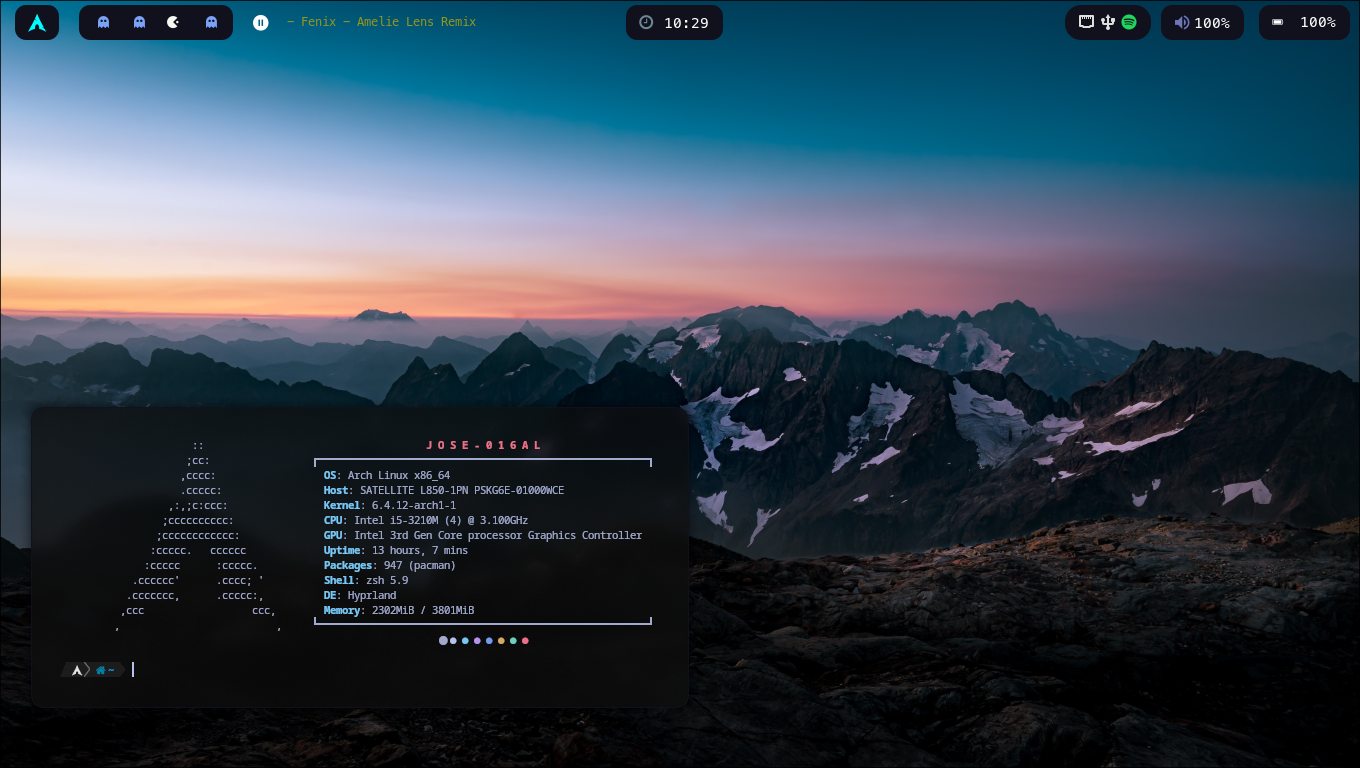 – Fenix – Amelie Lens Remix
10:29
100%
100%
::
;cc:
,cccc:
.ccccc:
,:,;c:ccc:
;cccccccccc:
;cccccccccccc:
:ccccc.   cccccc
:ccccc      :ccccc.
.cccccc'      .cccc; '
.ccccccc,      .ccccc:,
,ccc                  ccc,
,                          ,
JOSE-016AL
OS: Arch Linux x86_64
Host: SATELLITE L850-1PN PSKG6E-01000WCE
Kernel: 6.4.12-arch1-1
CPU: Intel i5-3210M (4) @ 3.100GHz
GPU: Intel 3rd Gen Core processor Graphics Controller
Uptime: 13 hours, 7 mins
Packages: 947 (pacman)
Shell: zsh 5.9
DE: Hyprland
Memory: 2302MiB / 3801MiB
~